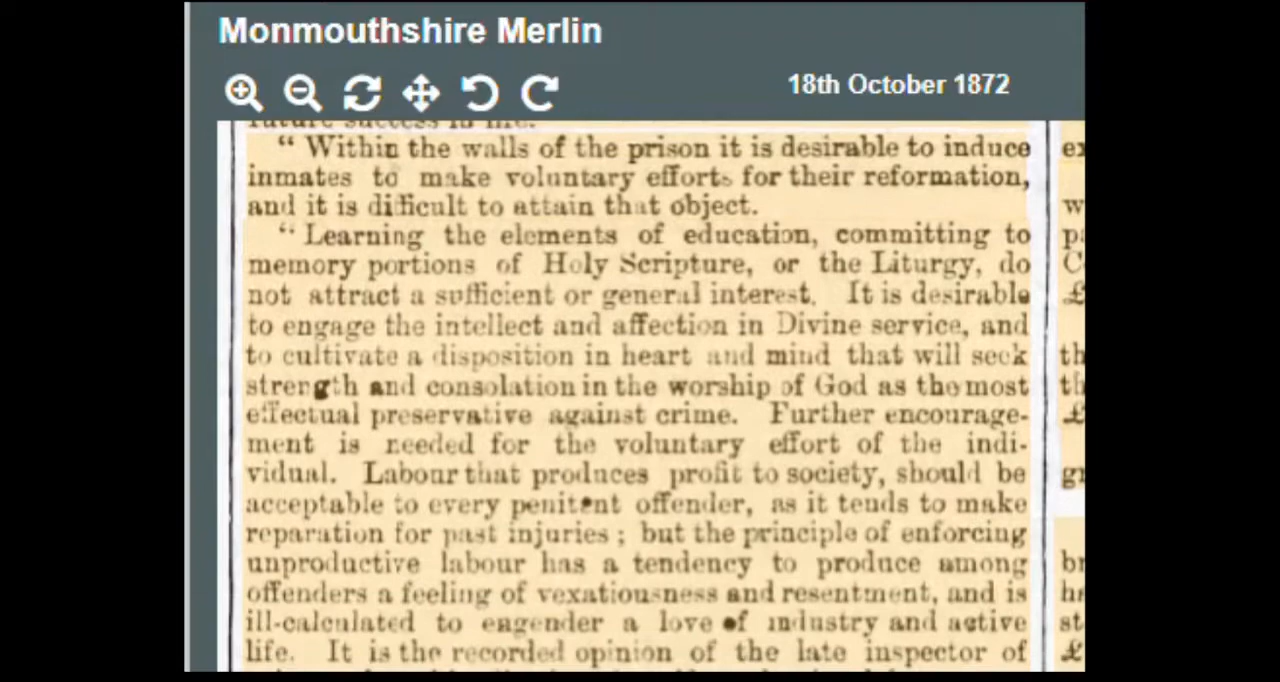 Monmouthshire Merlin
18th October 1872
future success in life.
“ Within the walls of the prison it is desirable to induce
inmates to make voluntary efforts for their reformation,
and it is difficult to attain that object.
“ Learning the elements of education, committing to
memory portions of Holy Scripture, or the Liturgy, do
not attract a sufficient or general interest. It is desirable
to engage the intellect and affection in Divine service, and
to cultivate a disposition in heart and mind that will seek
strength and consolation in the worship of God as the most
effectual preservative against crime. Further encourage-
ment is needed for the voluntary effort of the indi-
vidual. Labour that produces profit to society, should be
acceptable to every penitent offender, as it tends to make
reparation for past injuries ; but the principle of enforcing
unproductive labour has a tendency to produce among
offenders a feeling of vexatiousness and resentment, and is
ill-calculated to engender a love of industry and active
life. It is the recorded opinion of the late inspector of